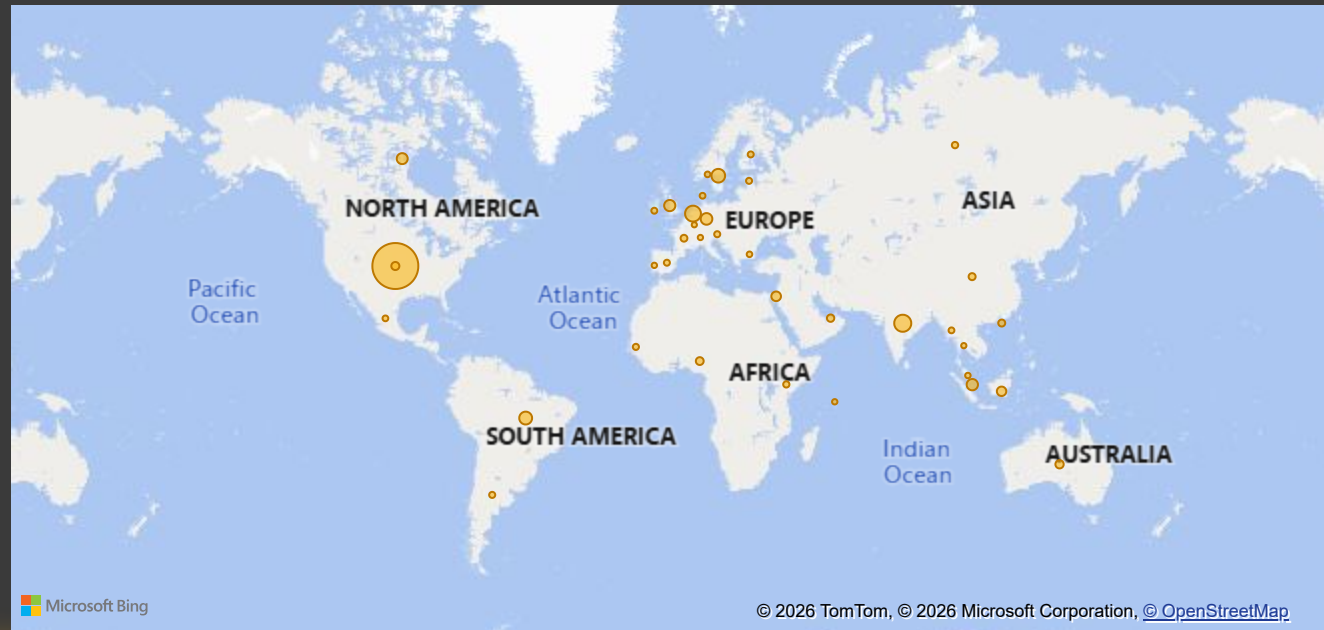 NORTH AMERICA
EUROPE
ASIA
Pacific
Ocean
Atlantic
Ocean
AFRICA
SOUTH AMERICA
Indian
Ocean
AUSTRALIA
Microsoft Bing
© 2026 TomTom, © 2026 Microsoft Corporation, © OpenStreetMap